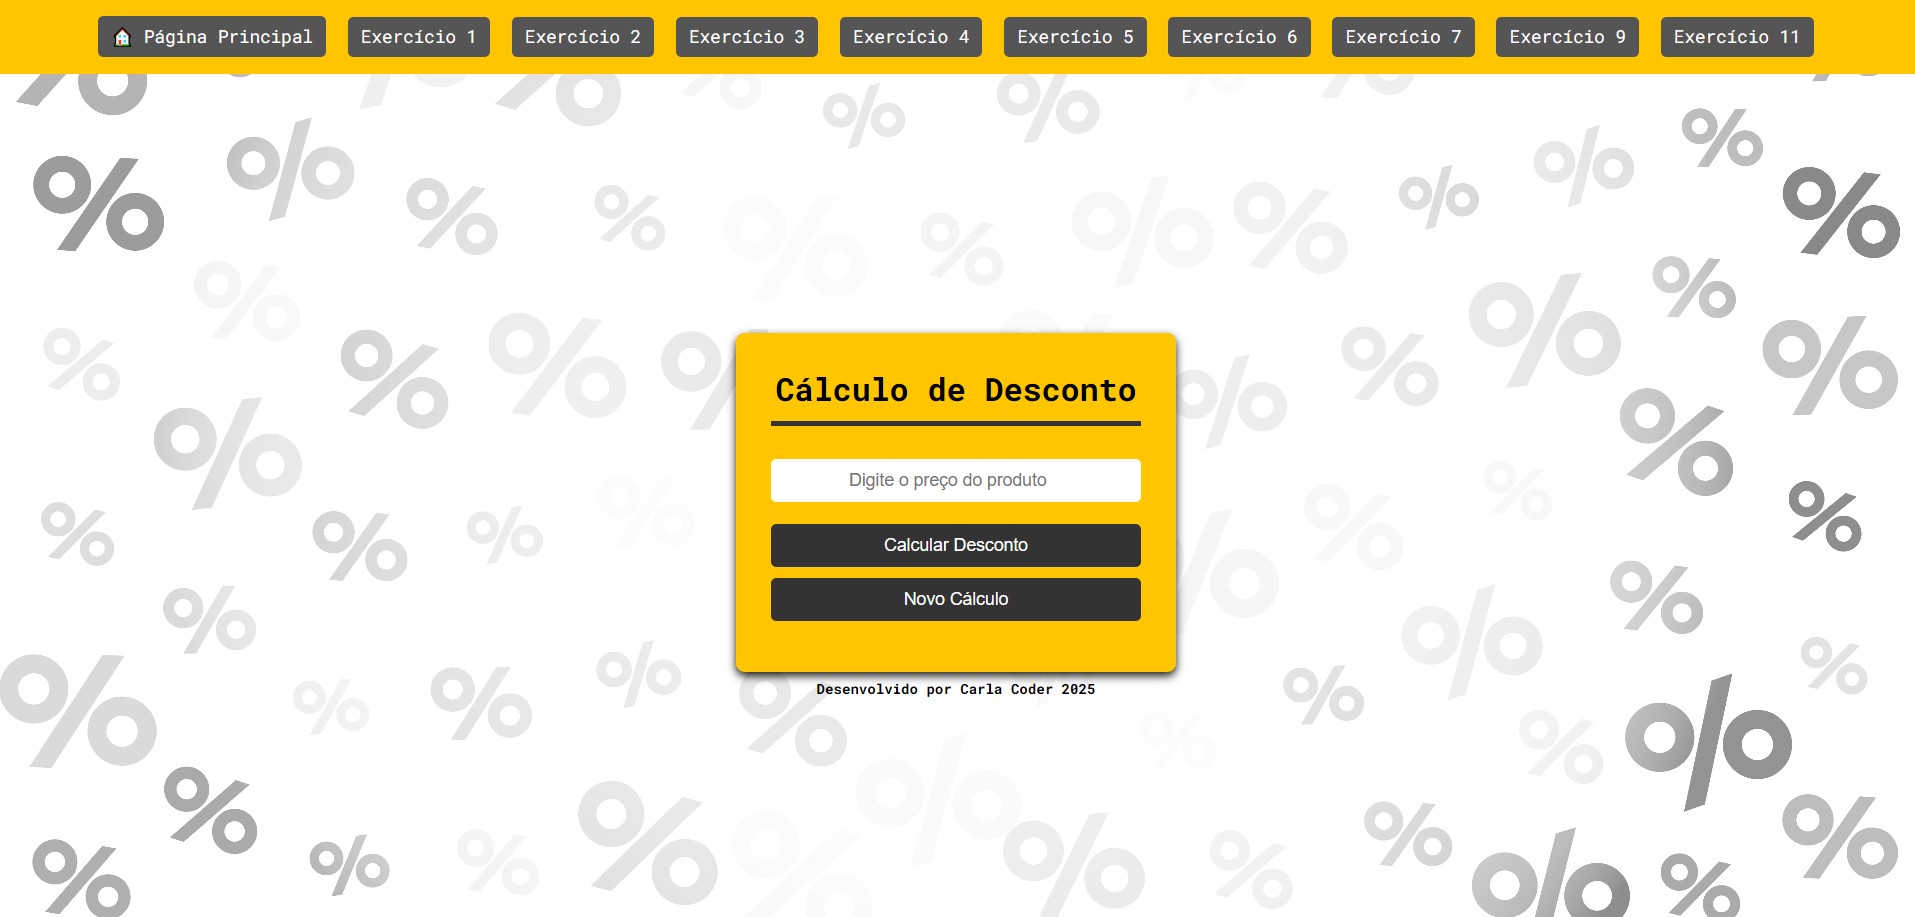 🏠 Página Principal
Exercício 1
Exercício 2
Exercício 3
Exercício 4
Exercício 5
Exercício 6
Exercício 7
Exercício 9
Exercício 11
Cálculo de Desconto
Digite o preço do produto
Calcular Desconto
Novo Cálculo
Desenvolvido por Carla Coder 2025